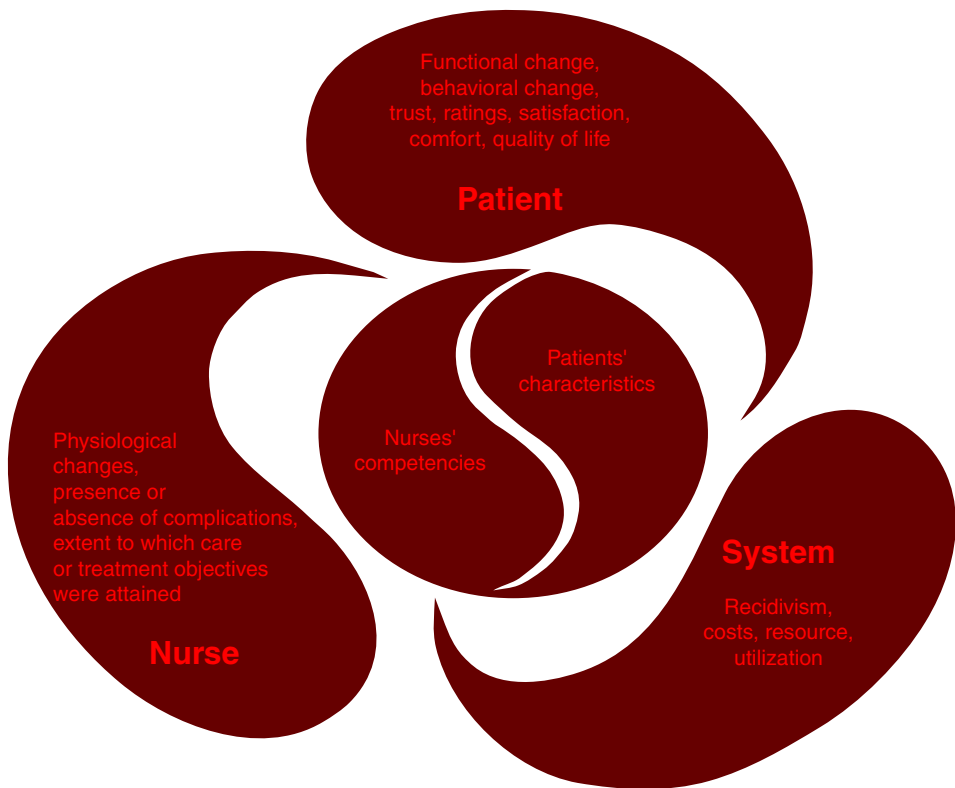 Functional change,
behavioral change,
trust, ratings, satisfaction,
comfort, quality of life
Patient
Patients'
characteristics
Nurses'
competencies
Physiological
changes,
presence or
absence of complications,
extent to which care
or treatment objectives
were attained
Nurse
System
Recidivism,
costs, resource,
utilization